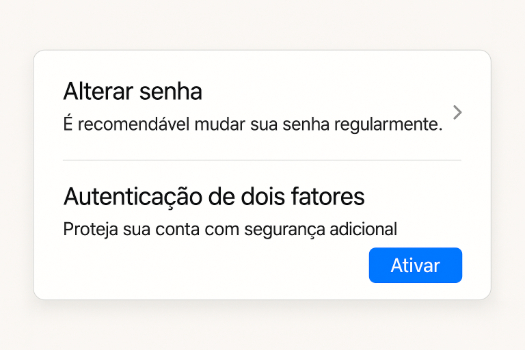 Alterar senha
É recomendável mudar sua senha regularmente.
Autenticação de dois fatores
Proteja sua conta com segurança adicional
Ativar